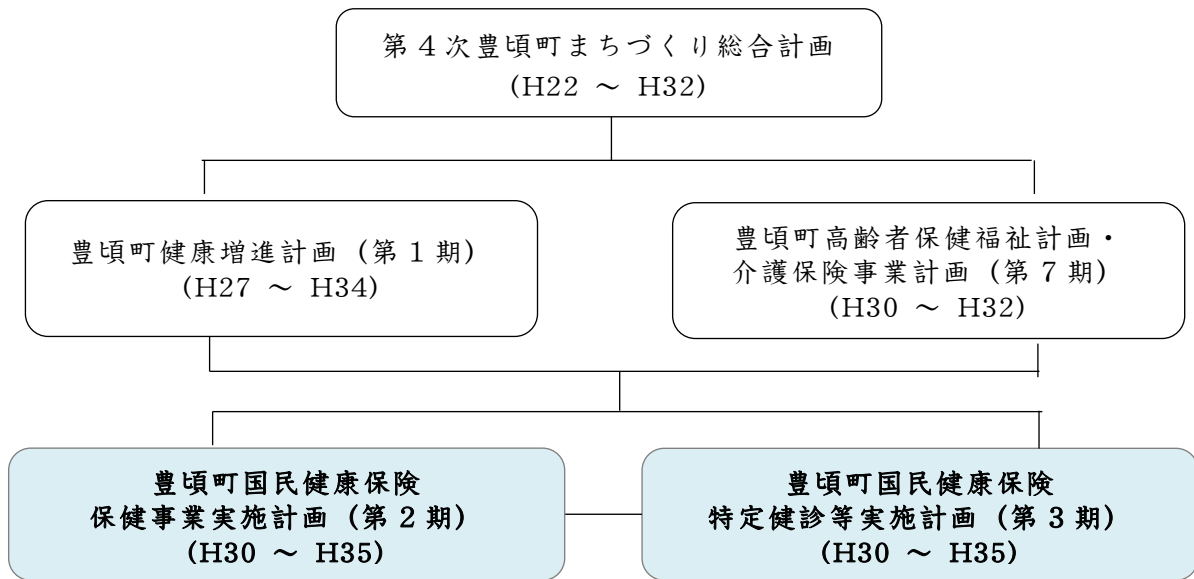 第4次豊頃町まちづくり総合計画
(H22 ～ H32)
豊頃町健康増進計画 (第1期)
(H27 ～ H34)
豊頃町高齢者保健福祉計画・
介護保険事業計画 (第7期)
(H30 ～ H32)
豊頃町国民健康保険
保健事業実施計画 (第2期)
(H30 ～ H35)
豊頃町国民健康保険
特定健診等実施計画 (第3期)
(H30 ～ H35)